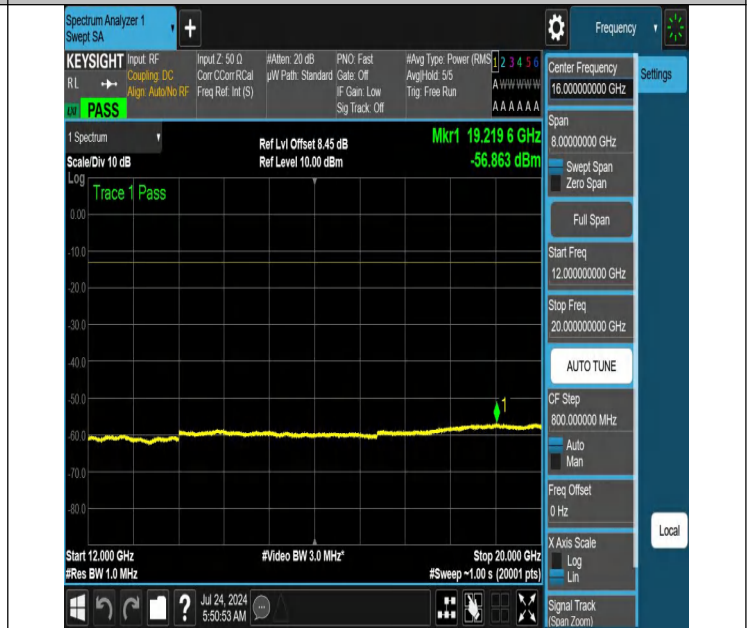 Spectrum Analyzer 1
Swept SA
+
Frequency
KEYSIGHT Input: RF Input Z: 50 Ω #Atten: 20 dB PNO: Fast #Avg Type: Power (RMS 1 2 3 4 5 6
RL Coupling: DC Corr CCorr RCal µW Path: Standard Gate: Off Avg|Hold: 5/5
Align: Auto/No RF Freq Ref: Int (S) IF Gain: Low Trig: Free Run A W W W W W
Sig Track: Off
PASS A A A A A A
1 Spectrum
Scale/Div 10 dB
Ref Lvl Offset 8.45 dB
Ref Level 10.00 dBm
Mkr1 19.219 6 GHz
-56.863 dBm
Log
Trace 1 Pass
0.00
-10.0
-20.0
-30.0
-40.0
-50.0
-60.0
-70.0
-80.0
1
Start 12.000 GHz #Video BW 3.0 MHz* Stop 20.000 GHz
#Res BW 1.0 MHz #Sweep ~1.00 s (20001 pts)
Center Frequency
16.000000000 GHz
Settings
Span
8.00000000 GHz
Swept Span
Zero Span
Full Span
Start Freq
12.000000000 GHz
Stop Freq
20.000000000 GHz
AUTO TUNE
CF Step
800.000000 MHz
Auto
Man
Freq Offset
0 Hz
X Axis Scale
Log
Lin
Local
Signal Track
(Span Zoom)
?
Jul 24, 2024
5:50:53 AM